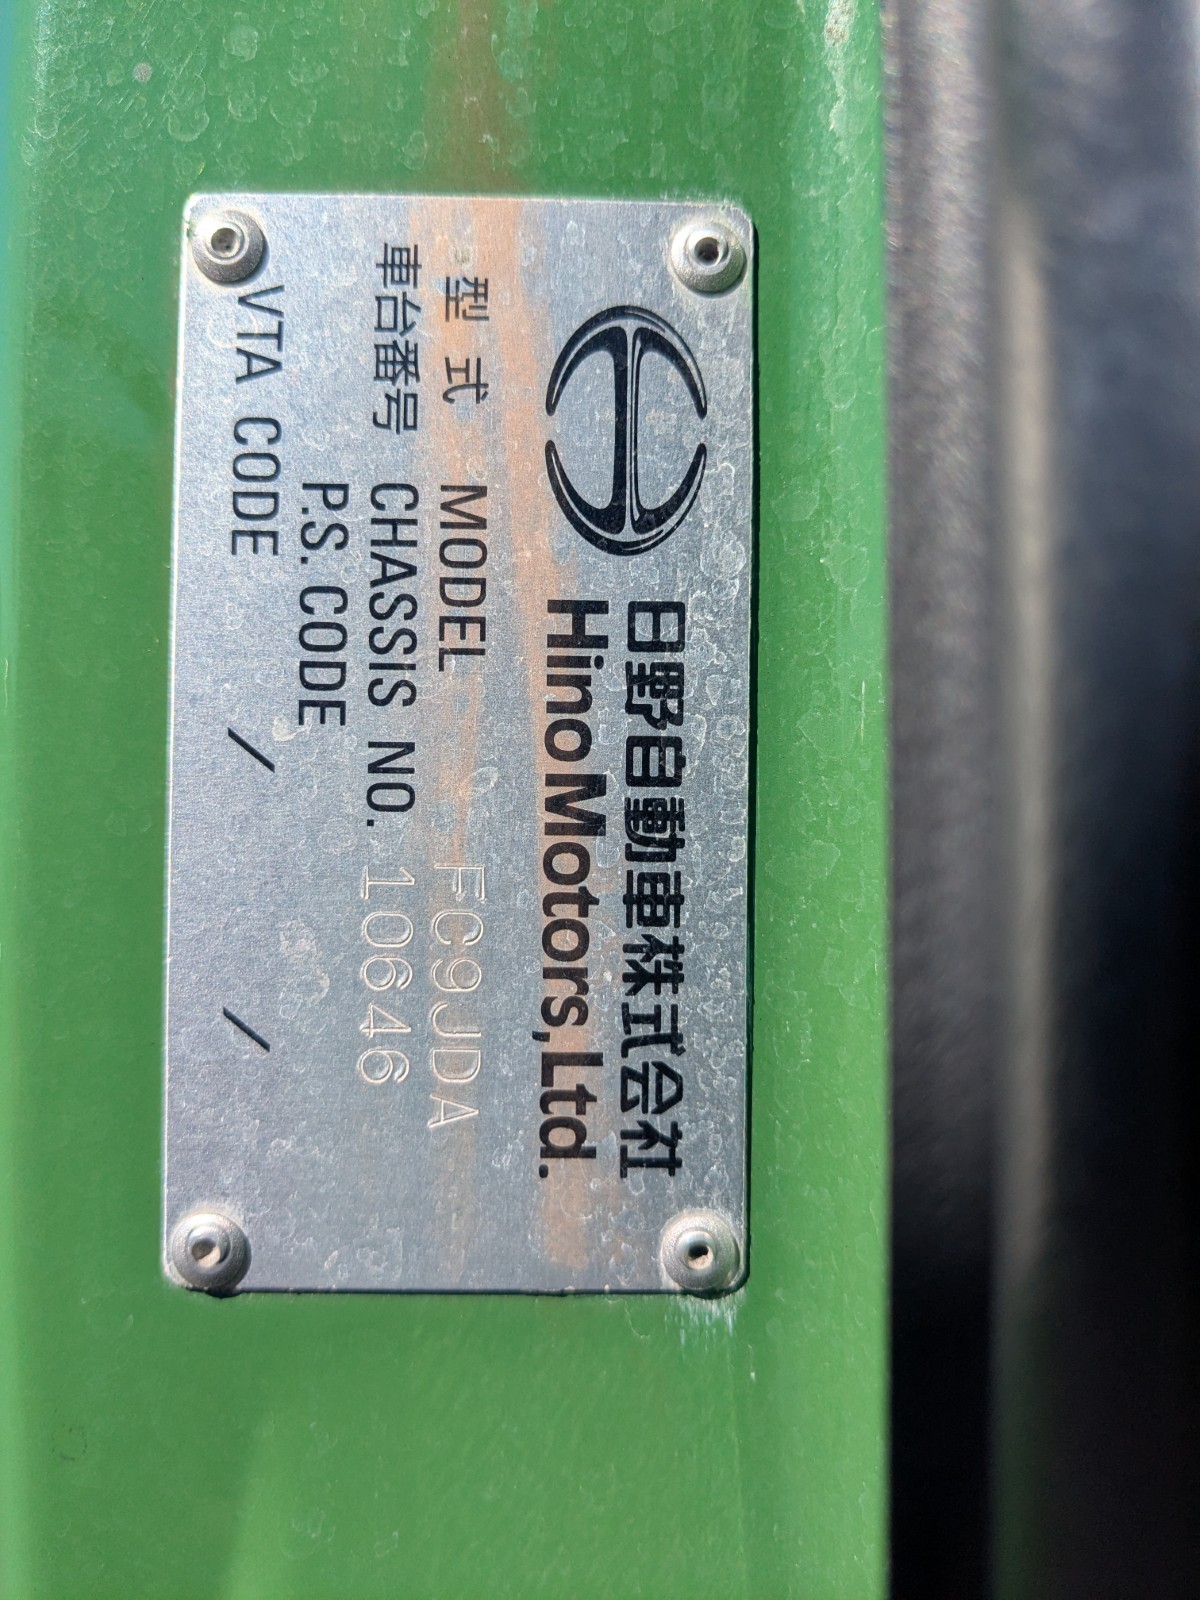 日野自動車株式会社
Hino Motors, Ltd.
型式 MODEL FC9JDA
車台番号 CHASSIS NO. 10646
P.S. CODE
VTA CODE / /